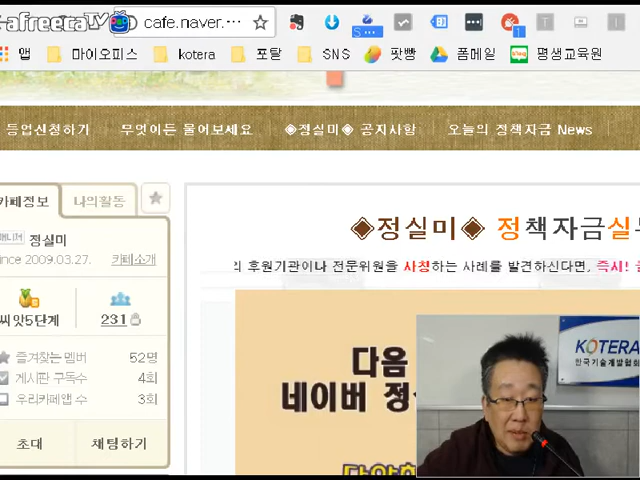 afreecaTV
cafe.naver.···
앱 마이오피스 kotera 포탈 SNS 팟빵 폼메일 평생교육원
등업신청하기 무엇이든 물어보세요 ◈정실미◈ 공지사항 오늘의 정책자금 News
카페정보 나의활동
정실미
since 2009.03.27. 카페소개
씨앗5단계 231
즐겨찾는 멤버 52명
게시판 구독수 4회
우리카페앱 수 3회
초대 채팅하기
◈정실미◈ 정책자금실
의 후원기관이나 전문위원을 사칭하는 사례를 발견하신다면, 즉시!
다음
네이버 정
KOTERA
한국기술개발협회